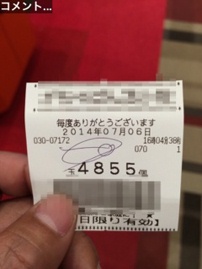 コメント...
毎度ありがとうございます
2014年07月06日
030-07172 16時04分38秒
070 1
玉 4855 個
日限り有効】